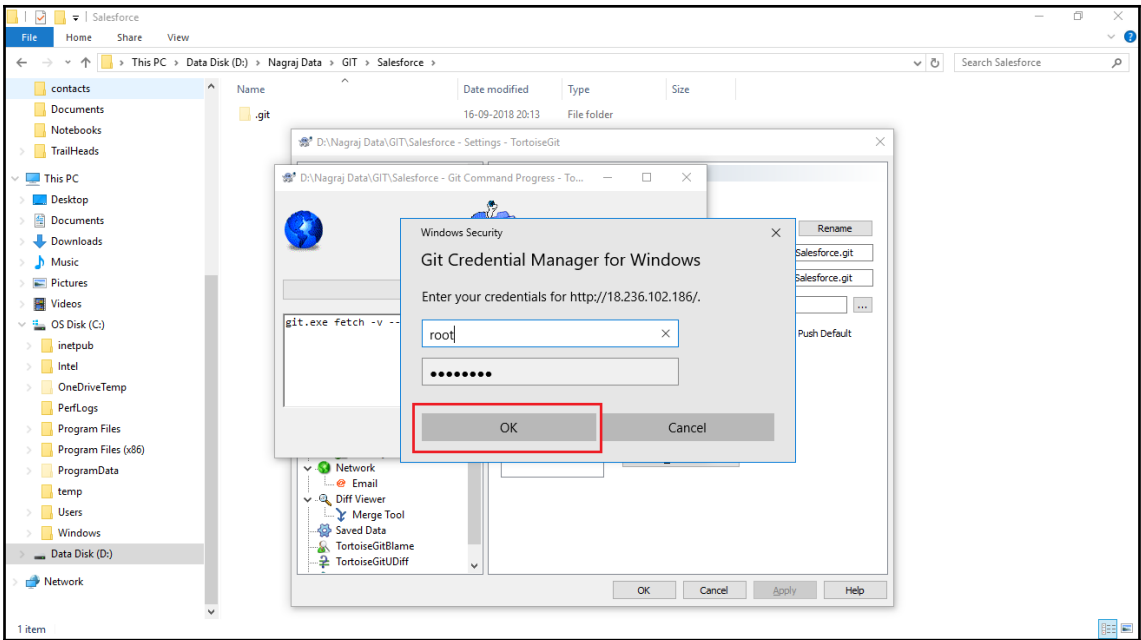 Salesforce
File Home Share View
This PC > Data Disk (D:) > Nagraj Data > GIT > Salesforce >
Search Salesforce
contacts
Documents
Notebooks
TrailHeads
This PC
Desktop
Documents
Downloads
Music
Pictures
Videos
OS Disk (C:)
inetpub
Intel
OneDriveTemp
PerfLogs
Program Files
Program Files (x86)
ProgramData
temp
Users
Windows
Data Disk (D:)
Network
1 item
Name Date modified Type Size
.git 16-09-2018 20:13 File folder
D:\Nagraj Data\GIT\Salesforce - Settings - TortoiseGit
D:\Nagraj Data\GIT\Salesforce - Git Command Progress - To...
git.exe fetch -v --
Windows Security
Git Credential Manager for Windows
Enter your credentials for http://18.236.102.186/.
root
OK Cancel
Rename
Salesforce.git
Salesforce.git
...
Push Default
Network
Email
Diff Viewer
Merge Tool
Saved Data
TortoiseGitBlame
TortoiseGitUDiff
OK Cancel Apply Help